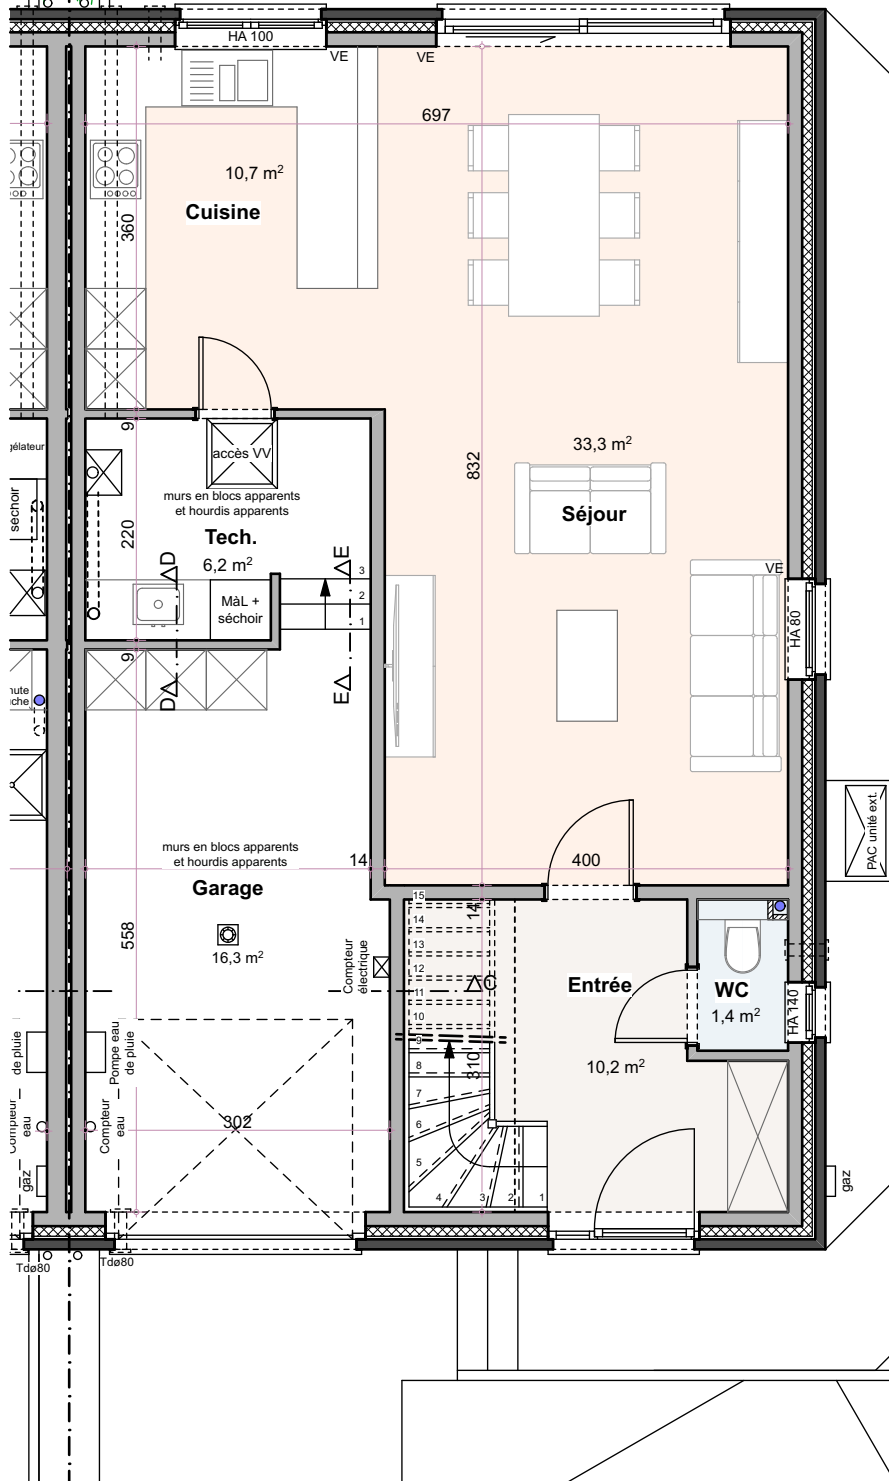 HA 100
VE
VE
697
10,7 m²
Cuisine
360
9
accès VV
murs en blocs apparents
et hourdis apparents
Tech.
6,2 m²
220
832
33,3 m²
Séjour
VE
HA 80
séchoir
D
E
3
2
1
MàL +
séchoir
9
D
E
PAC unité ext.
murs en blocs apparents
et hourdis apparents
14
400
Garage
558
16,3 m²
Compteur
électrique
15
14
14
13
12
11
10
9
8
7
6
5
4
3
2
1
C
310
Entrée
10,2 m²
WC
1,4 m²
HA 140
de pluie
Pompe eau
de pluie
Compteur
eau
Compteur
eau
302
gaz
gaz
Tdø80
Tdø80